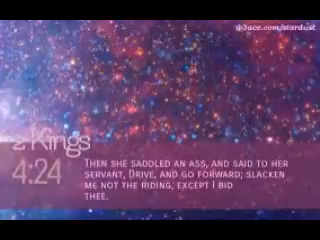 dj3ace.com/stardust
2 Kings
4:24
Then she saddled an ass, and said to her
servant, Drive, and go forward; slacken
me not the riding, except I bid
thee.